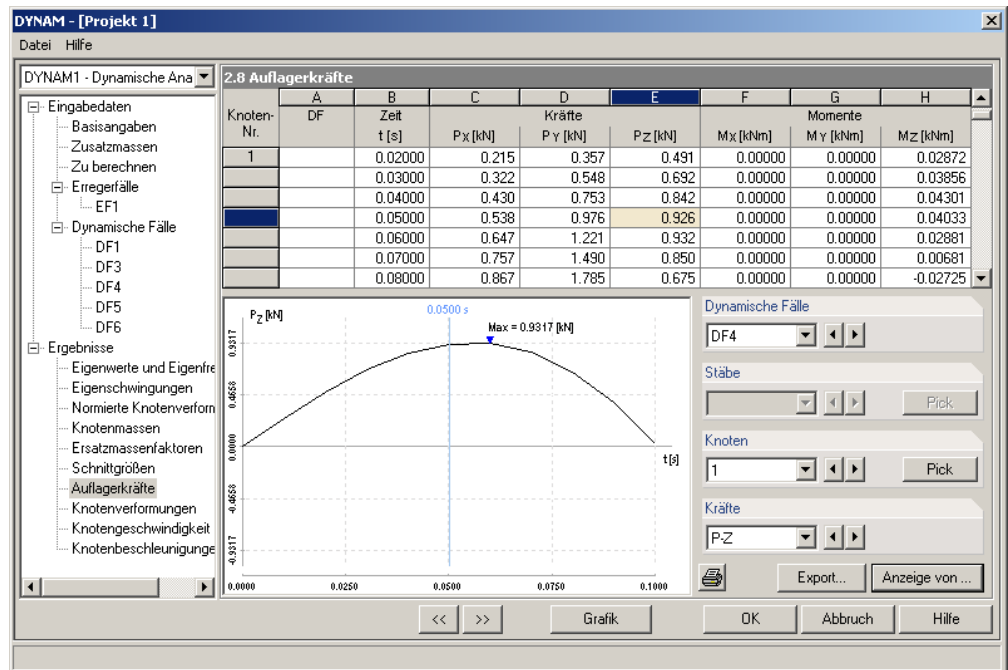 DYNAM - [Projekt 1]
Datei Hilfe
DYNAM1 - Dynamische Ana
Eingabedaten
Basisangaben
Zusatzmassen
Zu berechnen
Erregerfälle
EF1
Dynamische Fälle
DF1
DF3
DF4
DF5
DF6
Ergebnisse
Eigenwerte und Eigenfre
Eigenschwingungen
Normierte Knotenverform
Knotenmassen
Ersatzmassenfaktoren
Schnittgrößen
Auflagerkräfte
Knotenverformungen
Knotengeschwindigkeit
Knotenbeschleunigunge
2.8 Auflagerkräfte
A B C D E F G H
Knoten- DF Zeit Kräfte Momente
Nr. t [s] PX [kN] PY [kN] PZ [kN] MX [kNm] MY [kNm] MZ [kNm]
1 0.02000 0.215 0.357 0.491 0.00000 0.00000 0.02872
0.03000 0.322 0.548 0.692 0.00000 0.00000 0.03856
0.04000 0.430 0.753 0.842 0.00000 0.00000 0.04301
0.05000 0.538 0.976 0.926 0.00000 0.00000 0.04033
0.06000 0.647 1.221 0.932 0.00000 0.00000 0.02881
0.07000 0.757 1.490 0.850 0.00000 0.00000 0.00681
0.08000 0.867 1.785 0.675 0.00000 0.00000 -0.02725
PZ [kN]
0.0500 s
Max = 0.9317 [kN]
0.9317
0.4658
0.0000
-0.4658
-0.9317
t [s]
0.0000 0.0250 0.0500 0.0750 0.1000
Dynamische Fälle
DF4
Stäbe
Pick
Knoten
1
Pick
Kräfte
P-Z
Export... Anzeige von ...
<< >> Grafik OK Abbruch Hilfe